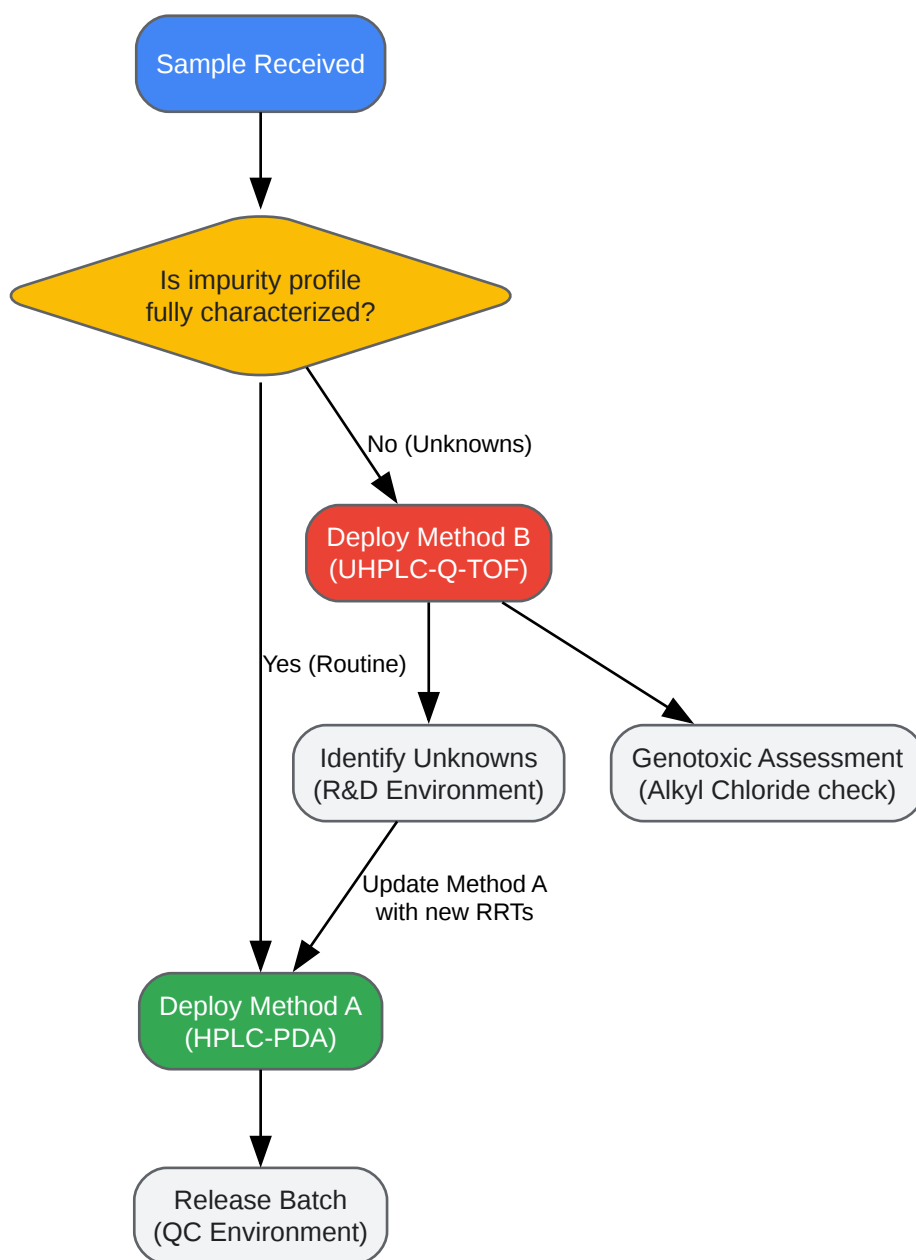 Sample Received
Is impurity profile
fully characterized?
No (Unknowns)
Deploy Method B
(UHPLC-Q-TOF)
Yes (Routine)
Identify Unknowns
(R&D Environment)
Genotoxic Assessment
(Alkyl Chloride check)
Update Method A
with new RRTs
Deploy Method A
(HPLC-PDA)
Release Batch
(QC Environment)